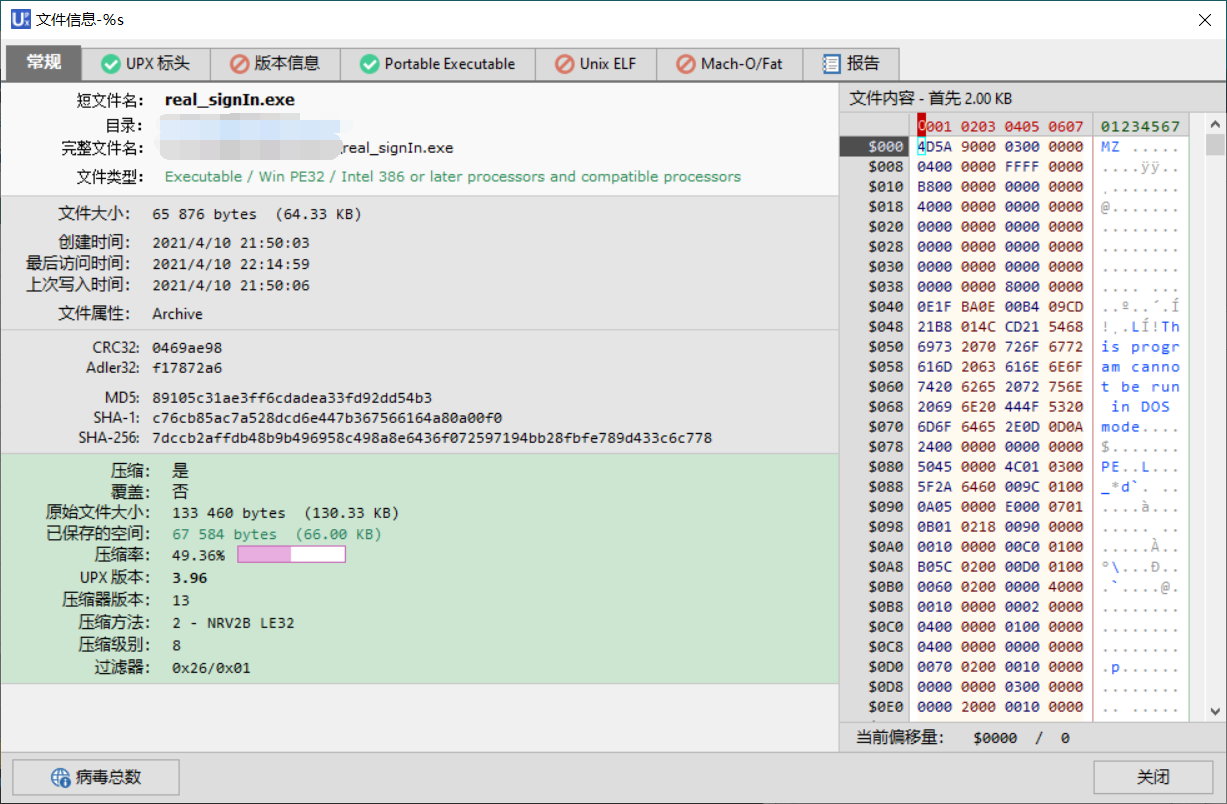 文件信息-%s
常规 UPX 标头 版本信息 Portable Executable Unix ELF Mach-O/Fat 报告
短文件名: real_signIn.exe
目录:
完整文件名: real_signIn.exe
文件类型: Executable / Win PE32 / Intel 386 or later processors and compatible processors
文件大小: 65 876 bytes (64.33 KB)
创建时间: 2021/4/10 21:50:03
最后访问时间: 2021/4/10 22:14:59
上次写入时间: 2021/4/10 21:50:06
文件属性: Archive
CRC32: 0469ae98
Adler32: f17872a6
MD5: 89105c31ae3ff6cdadea33fd92dd54b3
SHA-1: c76cb85ac7a528dcd6e447b367566164a80a00f0
SHA-256: 7dccb2affdb48b9b496958c498a8e6436f072597194bb28fbfe789d433c6c778
压缩: 是
覆盖: 否
原始文件大小: 133 460 bytes (130.33 KB)
已保存的空间: 67 584 bytes (66.00 KB)
压缩率: 49.36%
UPX 版本: 3.96
压缩器版本: 13
压缩方法: 2 - NRV2B LE32
压缩级别: 8
过滤器: 0x26/0x01
文件内容 - 首先 2.00 KB
0001 0203 0405 0607 01234567
$000 4D5A 9000 0300 0000 MZ .....
$008 0400 0000 FFFF 0000 ....ÿÿ..
$010 B800 0000 0000 0000 ¸.......
$018 4000 0000 0000 0000 @.......
$020 0000 0000 0000 0000 ........
$028 0000 0000 0000 0000 ........
$030 0000 0000 0000 0000 ........
$038 0000 0000 8000 0000 .... ...
$040 0E1F BA0E 00B4 09CD ..º..´.Í
$048 21B8 014C CD21 5468 !¸.LÍ!Th
$050 6973 2070 726F 6772 is progr
$058 616D 2063 616E 6E6F am canno
$060 7420 6265 2072 756E t be run
$068 2069 6E20 444F 5320 in DOS
$070 6D6F 6465 2E0D 0D0A mode....
$078 2400 0000 0000 0000 $.......
$080 5045 0000 4C01 0300 PE..L...
$088 5F2A 6460 009C 0100 _*d`. ..
$090 0A05 0000 E000 0701 ....à...
$098 0B01 0218 0090 0000 ..... ..
$0A0 0010 0000 00C0 0100 .....À..
$0A8 B05C 0200 00D0 0100 °\...Ð..
$0B0 0060 0200 0000 4000 .`....@.
$0B8 0010 0000 0002 0000 ........
$0C0 0400 0000 0100 0000 ........
$0C8 0400 0000 0000 0000 ........
$0D0 0070 0200 0010 0000 .p......
$0D8 0000 0000 0300 0000 ........
$0E0 0000 2000 0010 0000 .. .....
当前偏移量: $0000 / 0
病毒总数
关闭